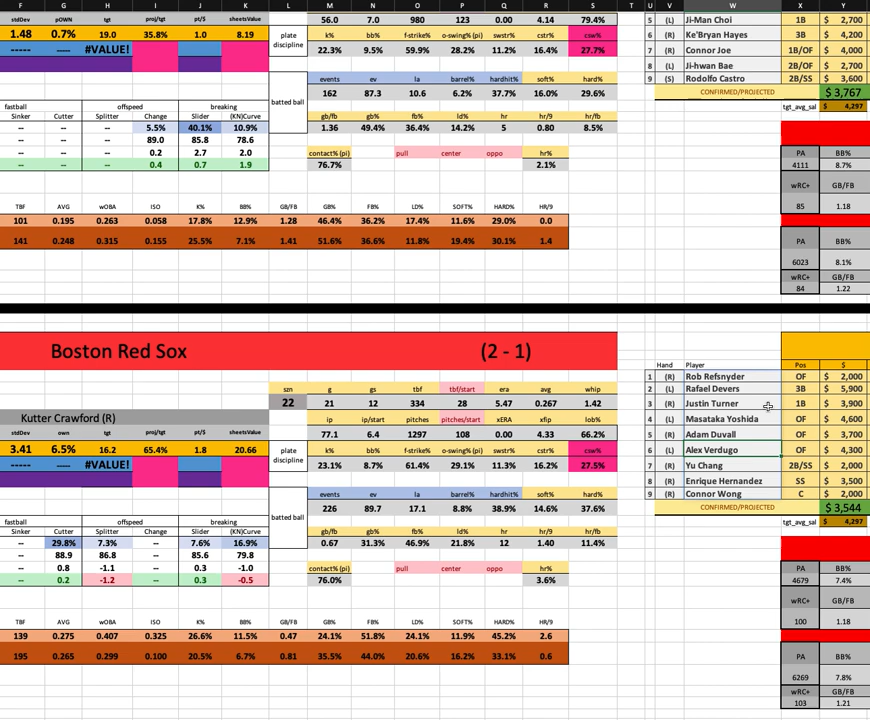 F G H I J K L M N O P Q R S T U V W X Y
stdDev pOWN tgt proj/tgt pt/$ sheetsValue 56.0 7.0 980 123 0.00 4.14 79.4% 5 (L) Ji-Man Choi 1B $ 2,700
1.48 0.7% 19.0 35.8% 1.0 8.19 plate discipline k% bb% f-strike% o-swing% (pi) swstr% cstr% csw% 6 (R) Ke'Bryan Hayes 3B $ 4,200
----- ----- #VALUE! 22.3% 9.5% 59.9% 28.2% 11.2% 16.4% 27.7% 7 (R) Connor Joe 1B/OF $ 4,000
8 (L) Ji-hwan Bae 2B/OF $ 2,700
batted ball events ev la barrel% hardhit% soft% hard% 9 (S) Rodolfo Castro 2B/SS $ 3,600
162 87.3 10.6 6.2% 37.7% 16.0% 29.6% CONFIRMED/PROJECTED $ 3,767
fastball offspeed breaking tgt_avg_sal $ 4,297
Sinker Cutter Splitter Change Slider (KN)Curve gb/fb gb% fb% ld% hr hr/fb hr/fb
-- -- -- 5.5% 40.1% 10.9% 1.36 49.4% 36.4% 14.2% 5 0.80 8.5%
-- -- -- 89.0 85.8 78.6
-- -- -- 0.2 2.7 2.0 contact% (pi) pull center oppo hr% PA BB%
-- -- -- 0.4 0.7 1.9 76.7% 2.1% 4111 8.7%
wRC+ GB/FB
TBF AVG wOBA ISO K% BB% GB/FB GB% FB% LD% SOFT% HARD% HR/9 85 1.18
101 0.195 0.263 0.058 17.8% 12.9% 1.28 46.4% 36.2% 17.4% 11.6% 29.0% 0.0
141 0.248 0.315 0.155 25.5% 7.1% 1.41 51.6% 36.6% 11.8% 19.4% 30.1% 1.4 PA BB%
6023 8.1%
wRC+ GB/FB
84 1.22
Boston Red Sox (2 - 1)
Hand Player Pos $
1 (R) Rob Refsnyder OF $ 2,000
szn g gs tbf tbf/start era avg whip 2 (L) Rafael Devers 3B $ 5,900
22 21 12 334 28 5.47 0.267 1.42 3 (R) Justin Turner 1B $ 3,900
Kutter Crawford (R) ip ip/start pitches pitches/start xERA xfip lob% 4 (L) Masataka Yoshida OF $ 4,600
stdDev own tgt proj/tgt pt/$ sheetsValue 77.1 6.4 1297 108 0.00 4.33 66.2% 5 (R) Adam Duvall OF $ 3,700
3.41 6.5% 16.2 65.4% 1.8 20.66 plate discipline k% bb% f-strike% o-swing% (pi) swstr% cstr% csw% 6 (L) Alex Verdugo OF $ 4,300
----- ----- #VALUE! 23.1% 8.7% 61.4% 29.1% 11.3% 16.2% 27.5% 7 (R) Yu Chang 2B/SS $ 2,000
8 (R) Enrique Hernandez SS $ 3,500
batted ball events ev la barrel% hardhit% soft% hard% 9 (R) Connor Wong C $ 2,000
226 89.7 17.1 8.8% 38.9% 14.6% 37.6% CONFIRMED/PROJECTED $ 3,544
fastball offspeed breaking tgt_avg_sal $ 4,297
Sinker Cutter Splitter Change Slider (KN)Curve gb/fb gb% fb% ld% hr hr/9 hr/fb
-- 29.8% 7.3% -- 7.6% 16.9% 0.67 31.3% 46.9% 21.8% 12 1.40 11.4%
-- 88.9 86.8 -- 85.6 79.8
-- 0.8 -1.1 -- 0.3 -1.0 contact% (pi) pull center oppo hr% PA BB%
-- 0.2 -1.2 -- 0.3 -0.5 76.0% 3.6% 4679 7.4%
wRC+ GB/FB
TBF AVG wOBA ISO K% BB% GB/FB GB% FB% LD% SOFT% HARD% HR/9 100 1.18
139 0.275 0.407 0.325 26.6% 11.5% 0.47 24.1% 51.8% 24.1% 11.9% 45.2% 2.6
195 0.265 0.299 0.100 20.5% 6.7% 0.81 35.5% 44.0% 20.6% 16.2% 33.1% 0.6 PA BB%
6269 7.8%
wRC+ GB/FB
103 1.21